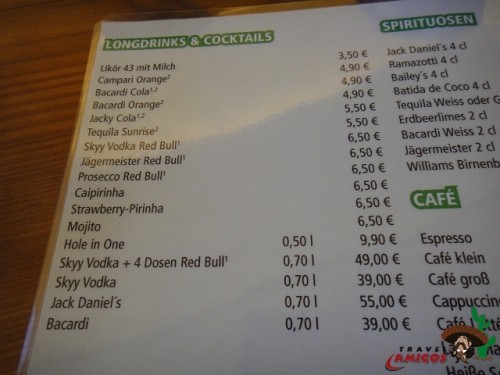 LONGDRINKS & COCKTAILS
Likör 43 mit Milch 3,50 €
Campari Orange² 4,90 €
Bacardi Cola¹,² 4,90 €
Bacardi Orange² 4,90 €
Jacky Cola¹,² 5,50 €
Tequila Sunrise² 5,50 €
Skyy Vodka Red Bull¹ 6,50 €
Jägermeister Red Bull¹ 6,50 €
Prosecco Red Bull¹ 6,50 €
Caipirinha 6,50 €
Strawberry-Pirinha 6,50 €
Mojito 6,50 €
Hole in One 0,50 l 9,90 €
Skyy Vodka + 4 Dosen Red Bull¹ 0,70 l 49,00 €
Skyy Vodka 0,70 l 39,00 €
Jack Daniel´s 0,70 l 55,00 €
Bacardi 0,70 l 39,00 €
SPIRITUOSEN
Jack Daniel´s 4 cl
Ramazotti 4 cl
Bailey´s 4 cl
Batida de Coco 4 cl
Tequila Weiss oder G
Erdbeerlimes 2 cl
Bacardi Weiss 2 cl
Jägermeister 2 cl
Williams Birnenb
CAFÉ
Espresso
Café klein
Café groß
Cappuccin
Café
TRAVEL
AMIGOS